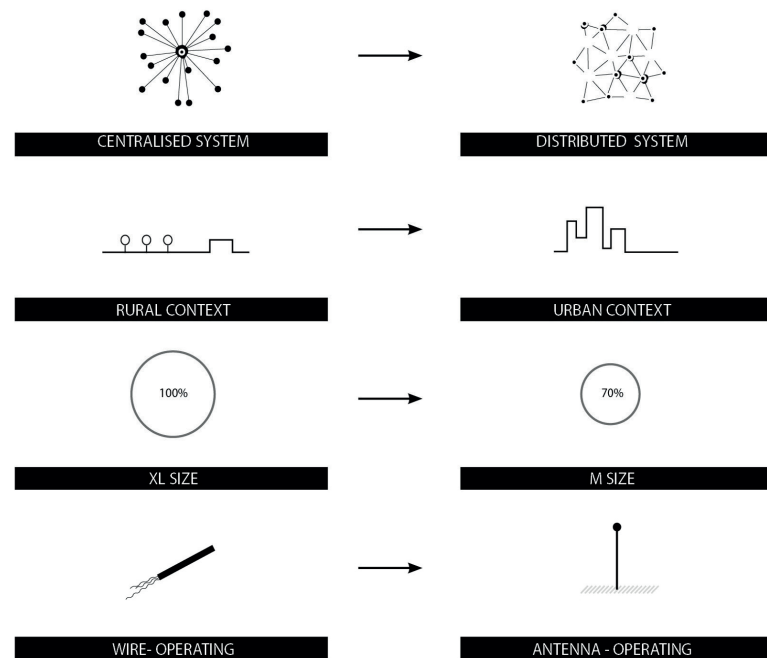 CENTRALISED SYSTEM
DISTRIBUTED SYSTEM
RURAL CONTEXT
URBAN CONTEXT
100%
70%
XL SIZE
M SIZE
WIRE- OPERATING
ANTENNA - OPERATING